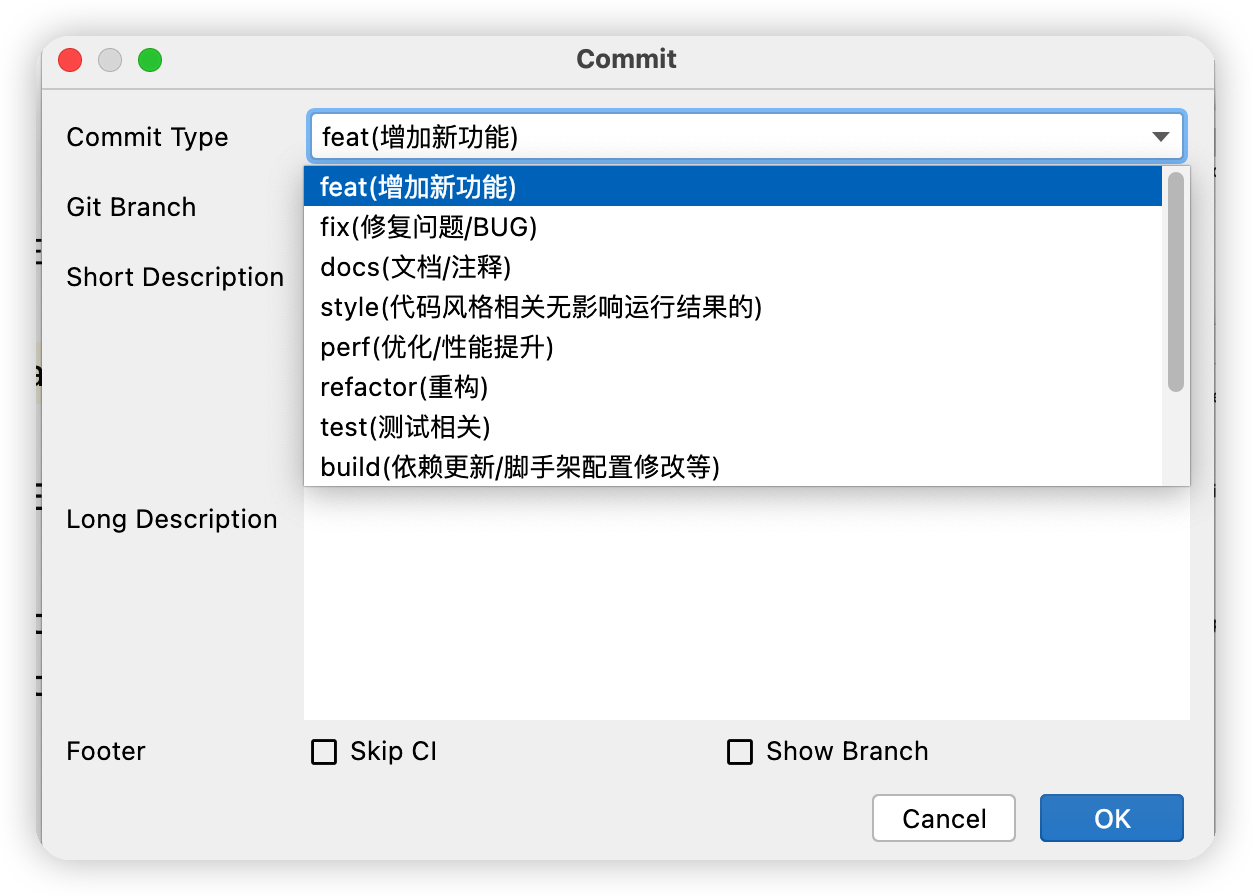 Commit
Commit Type
feat(增加新功能)
feat(增加新功能)
Git Branch
fix(修复问题/BUG)
docs(文档/注释)
Short Description
style(代码风格相关无影响运行结果的)
perf(优化/性能提升)
refactor(重构)
test(测试相关)
build(依赖更新/脚手架配置修改等)
Long Description
Footer
Skip CI
Show Branch
Cancel
OK